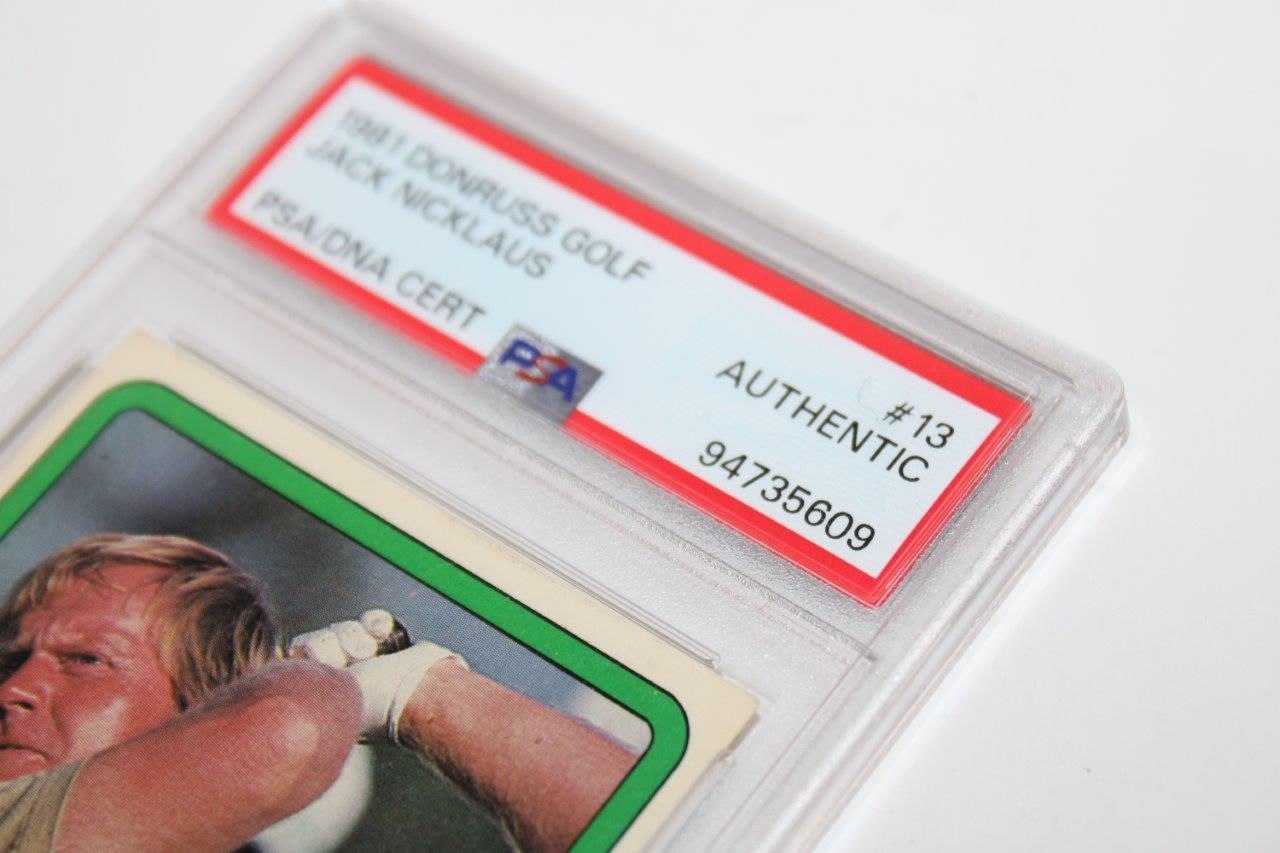 1981 DONRUSS GOLF
#13
JACK NICKLAUS
AUTHENTIC
PSA/DNA CERT
PSA
94735609